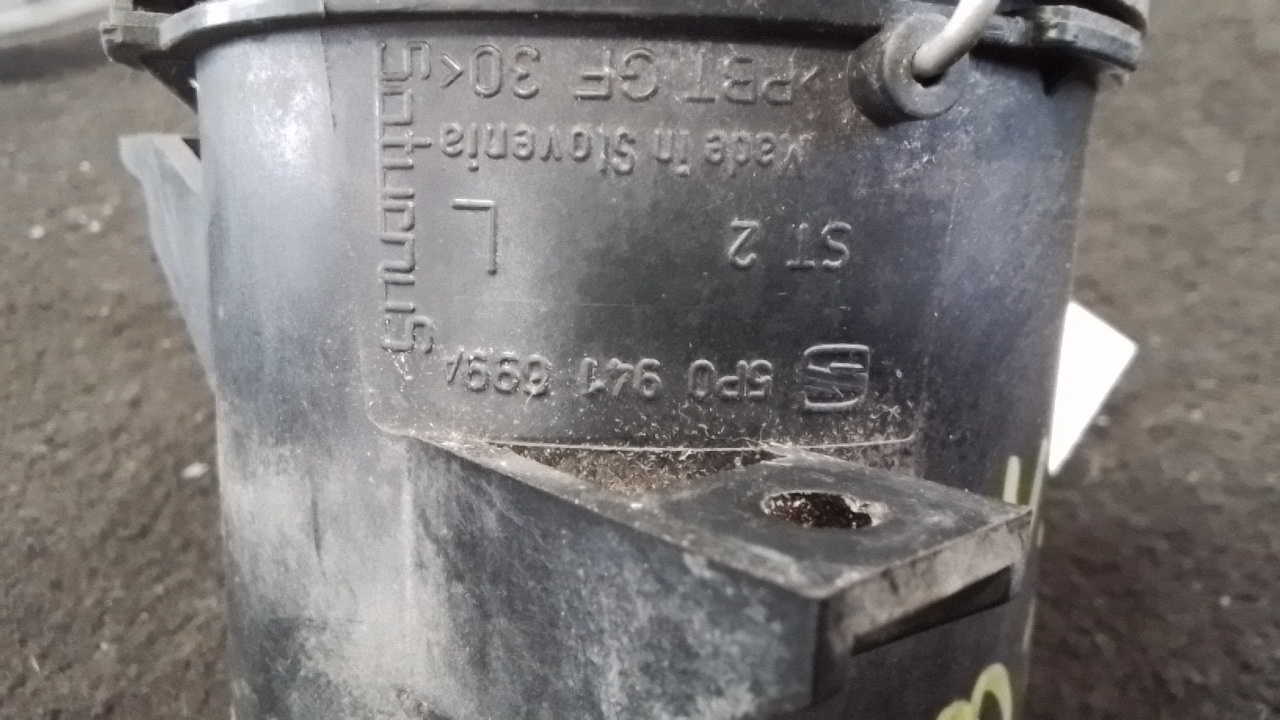 5P0 941 699A
ST 2 L
Made in Slovenia
>PBT GF 30<
Saturnus